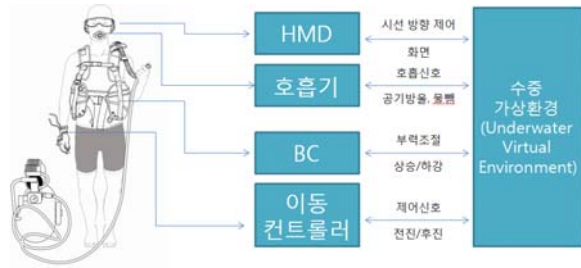 HMD
시선 방향 제어
화면
호흡기
호흡신호
공기방울, 물뺌
BC
부력조절
상승/하강
이동
컨트롤러
제어신호
전진/후진
수중
가상환경
(Underwater
Virtual
Environment)